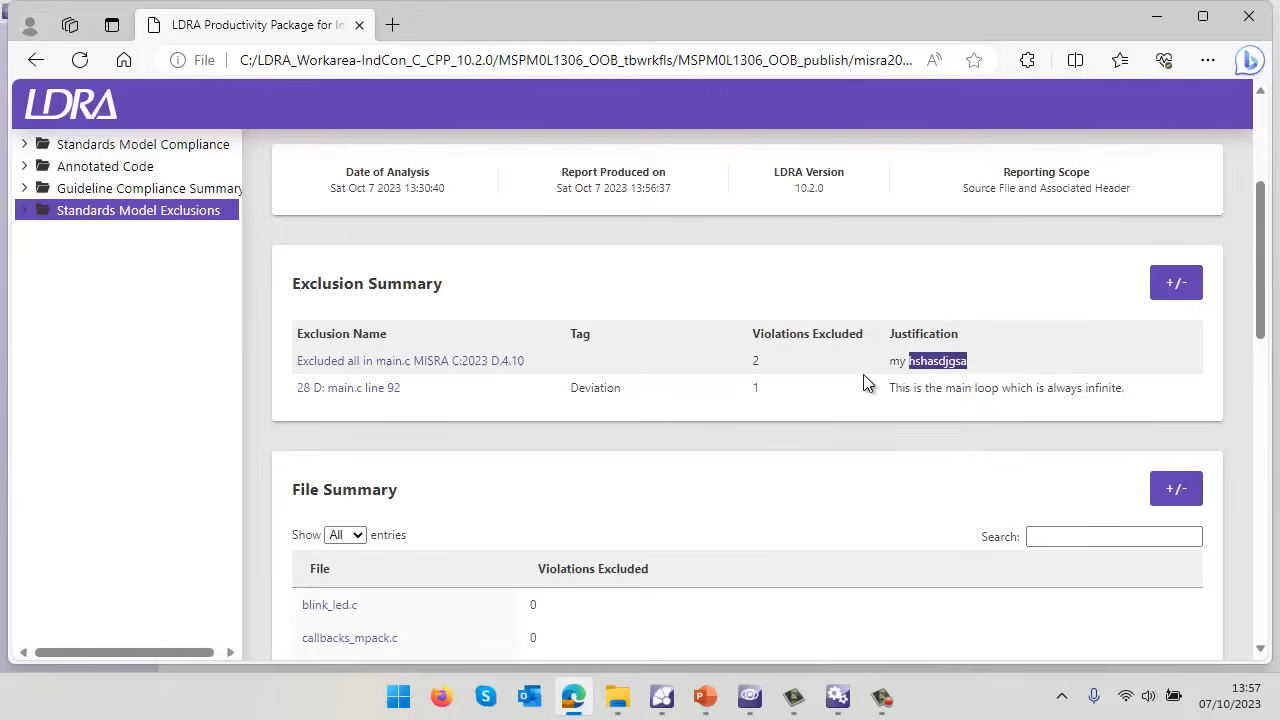 LDRA Productivity Package for In
File
C:/LDRA_Workarea-IndCon_C_CPP_10.2.0/MSPM0L1306_OOB_tbwrkfls/MSPM0L1306_OOB_publish/misra20...
LDRA
Standards Model Compliance
Annotated Code
Guideline Compliance Summary
Standards Model Exclusions
Date of Analysis
Sat Oct 7 2023 13:30:40
Report Produced on
Sat Oct 7 2023 13:56:37
LDRA Version
10.2.0
Reporting Scope
Source File and Associated Header
Exclusion Summary
+/-
Exclusion Name Tag Violations Excluded Justification
Excluded all in main.c MISRA C:2023 D.4.10 2 my hshasdjgsa
28 D: main.c line 92 Deviation 1 This is the main loop which is always infinite.
File Summary
+/-
Show All entries
Search:
File Violations Excluded
blink_led.c 0
callbacks_mpack.c 0
13:57
07/10/2023